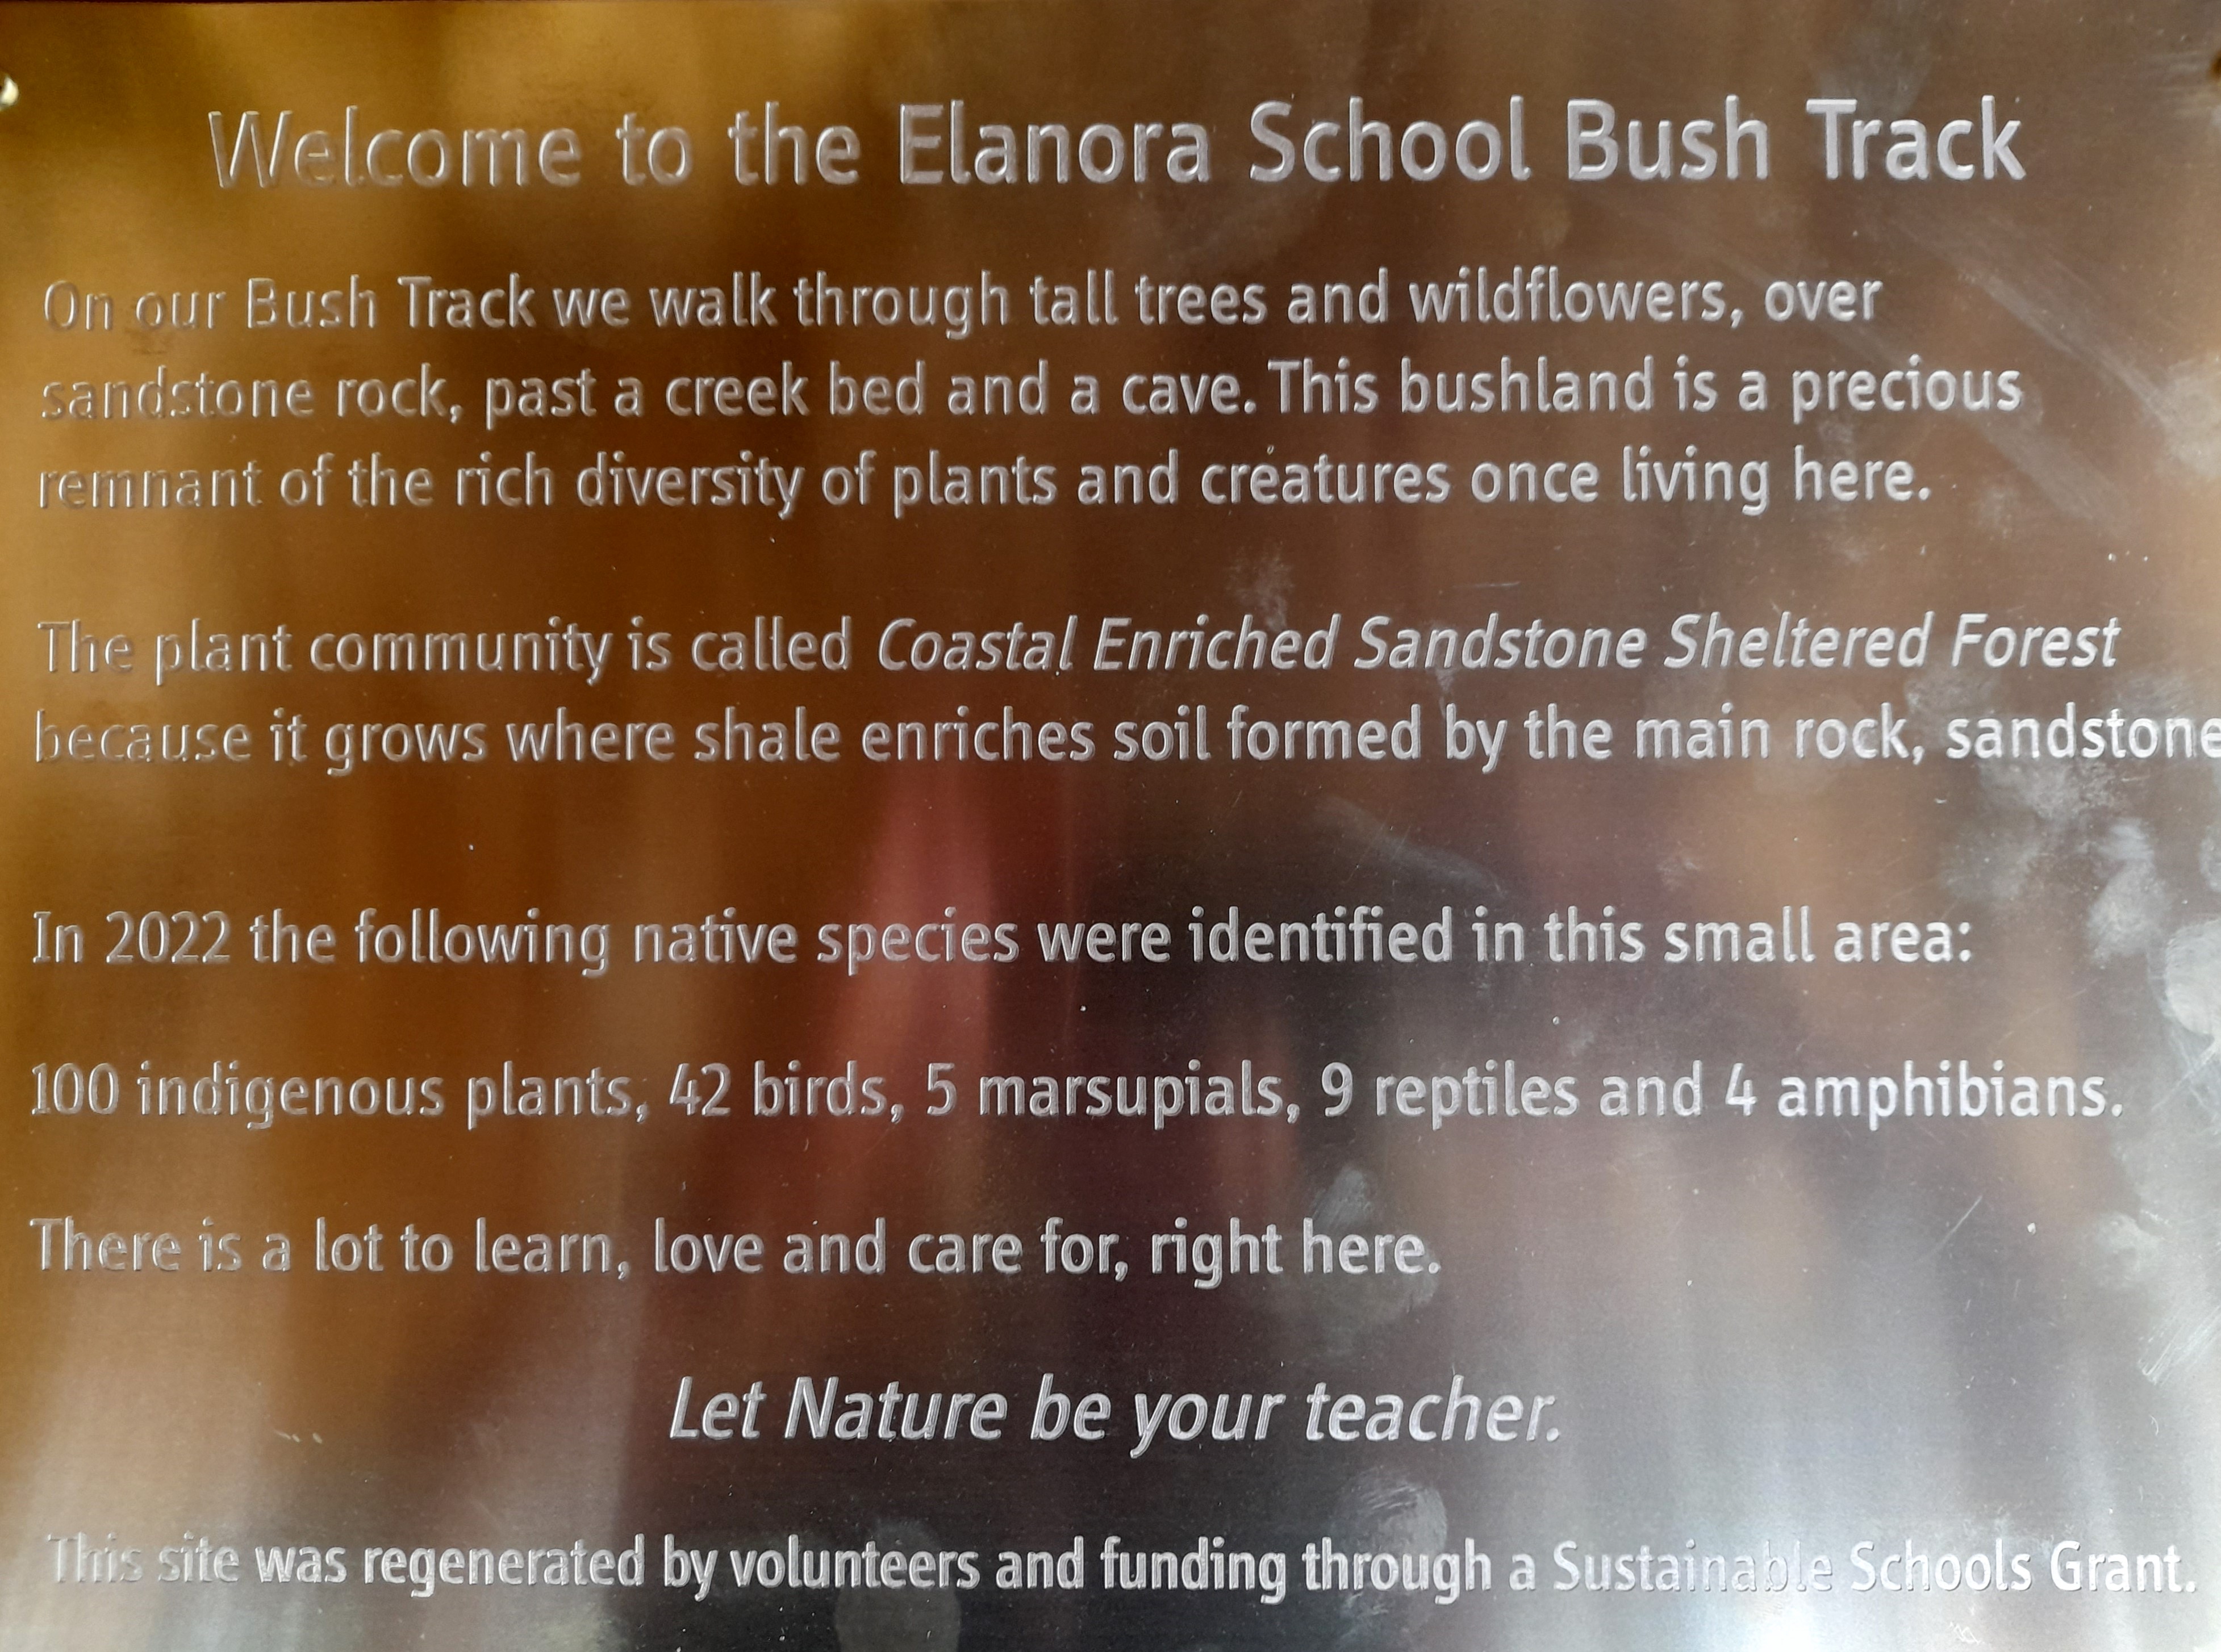 Welcome to the Elanora School Bush Track
On our Bush Track we walk through tall trees and wildflowers, over
sandstone rock, past a creek bed and a cave. This bushland is a precious
remnant of the rich diversity of plants and creatures once living here.
The plant community is called Coastal Enriched Sandstone Sheltered Forest
because it grows where shale enriches soil formed by the main rock, sandstone
In 2022 the following native species were identified in this small area:
100 indigenous plants, 42 birds, 5 marsupials, 9 reptiles and 4 amphibians.
There is a lot to learn, love and care for, right here.
Let Nature be your teacher.
This site was regenerated by volunteers and funding through a Sustainable Schools Grant.